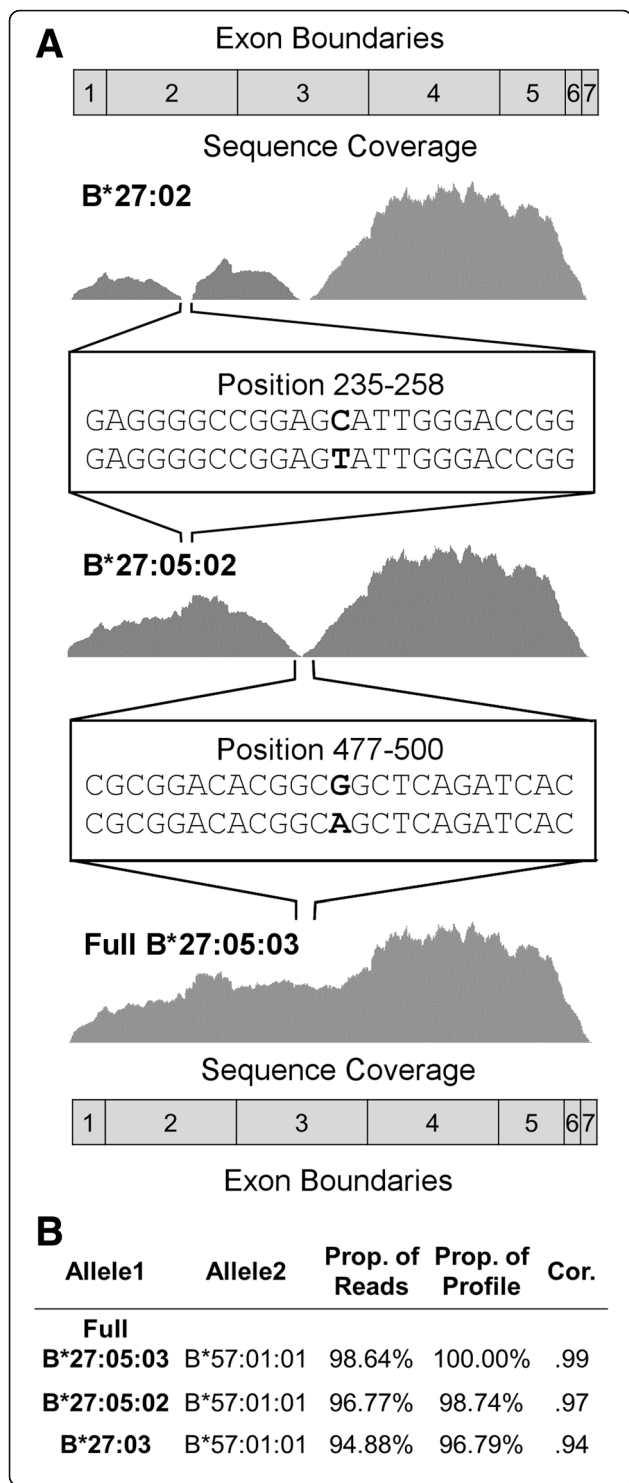 A
Exon Boundaries
1 2 3 4 5 6 7
Sequence Coverage
B*27:02
Position 235-258
GAGGGGCCGGAGCATTGGGACCGG
GAGGGGCCGGAGTATTGGGACCGG
B*27:05:02
Position 477-500
CGCGGACACGGCGGCTCAGATCAC
CGCGGACACGGCAGCTCAGATCAC
Full B*27:05:03
Sequence Coverage
1 2 3 4 5 6 7
Exon Boundaries
B
Allele1 Allele2 Prop. of Reads Prop. of Profile Cor.
Full
B*27:05:03 B*57:01:01 98.64% 100.00% .99
B*27:05:02 B*57:01:01 96.77% 98.74% .97
B*27:03 B*57:01:01 94.88% 96.79% .94